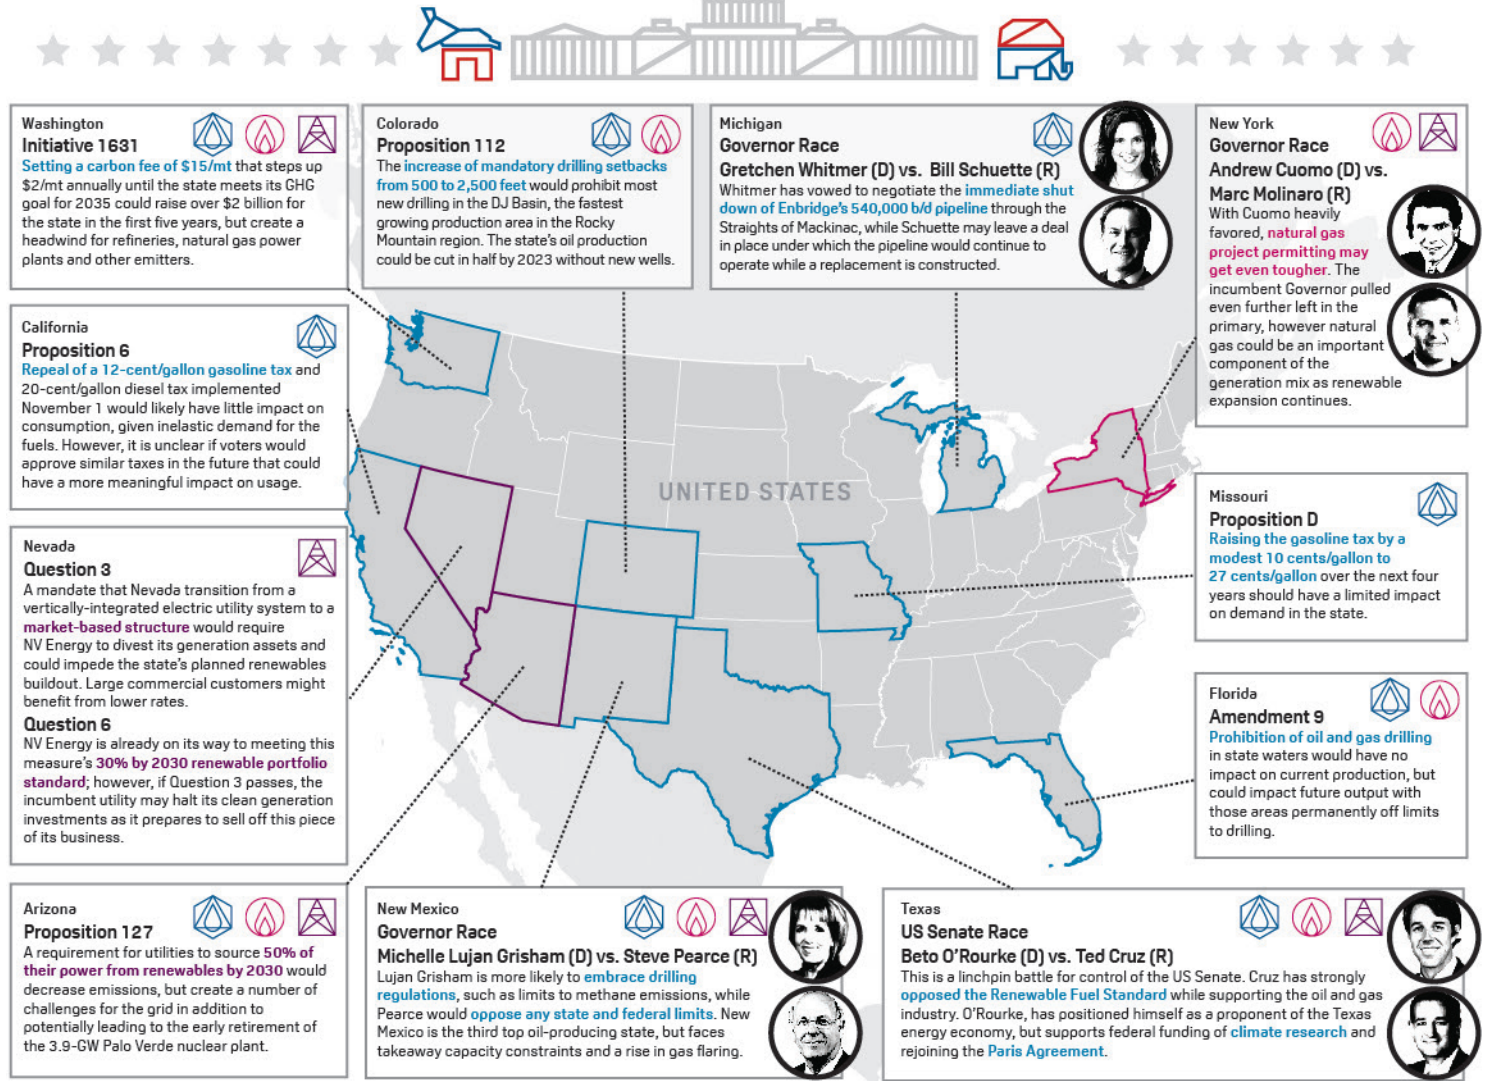 Washington
Initiative 1631
Setting a carbon fee of $15/mt that steps up
$2/mt annually until the state meets its GHG
goal for 2035 could raise over $2 billion for
the state in the first five years, but create a
headwind for refineries, natural gas power
plants and other emitters.
Colorado
Proposition 112
The increase of mandatory drilling setbacks
from 500 to 2,500 feet would prohibit most
new drilling in the DJ Basin, the fastest
growing production area in the Rocky
Mountain region. The state's oil production
could be cut in half by 2023 without new wells.
Michigan
Governor Race
Gretchen Whitmer (D) vs. Bill Schuette (R)
Whitmer has vowed to negotiate the immediate shut
down of Enbridge's 540,000 b/d pipeline through the
Straights of Mackinac, while Schuette may leave a deal
in place under which the pipeline would continue to
operate while a replacement is constructed.
New York
Governor Race
Andrew Cuomo (D) vs.
Marc Molinaro (R)
With Cuomo heavily
favored, natural gas
project permitting may
get even tougher. The
incumbent Governor pulled
even further left in the
primary, however natural
gas could be an important
component of the
generation mix as renewable
expansion continues.
California
Proposition 6
Repeal of a 12-cent/gallon gasoline tax and
20-cent/gallon diesel tax implemented
November 1 would likely have little impact on
consumption, given inelastic demand for the
fuels. However, it is unclear if voters would
approve similar taxes in the future that could
have a more meaningful impact on usage.
UNITED STATES
Missouri
Proposition D
Raising the gasoline tax by a
modest 10 cents/gallon to
27 cents/gallon over the next four
years should have a limited impact
on demand in the state.
Nevada
Question 3
A mandate that Nevada transition from a
vertically-integrated electric utility system to a
market-based structure would require
NV Energy to divest its generation assets and
could impede the state's planned renewables
buildout. Large commercial customers might
benefit from lower rates.
Question 6
NV Energy is already on its way to meeting this
measure's 30% by 2030 renewable portfolio
standard; however, if Question 3 passes, the
incumbent utility may halt its clean generation
investments as it prepares to sell off this piece
of its business.
Florida
Amendment 9
Prohibition of oil and gas drilling
in state waters would have no
impact on current production, but
could impact future output with
those areas permanently off limits
to drilling.
Arizona
Proposition 127
A requirement for utilities to source 50% of
their power from renewables by 2030 would
decrease emissions, but create a number of
challenges for the grid in addition to
potentially leading to the early retirement of
the 3.9-GW Palo Verde nuclear plant.
New Mexico
Governor Race
Michelle Lujan Grisham (D) vs. Steve Pearce (R)
Lujan Grisham is more likely to embrace drilling
regulations, such as limits to methane emissions, while
Pearce would oppose any state and federal limits. New
Mexico is the third top oil-producing state, but faces
takeaway capacity constraints and a rise in gas flaring.
Texas
US Senate Race
Beto O'Rourke (D) vs. Ted Cruz (R)
This is a linchpin battle for control of the US Senate. Cruz has strongly
opposed the Renewable Fuel Standard while supporting the oil and gas
industry. O'Rourke, has positioned himself as a proponent of the Texas
energy economy, but supports federal funding of climate research and
rejoining the Paris Agreement.